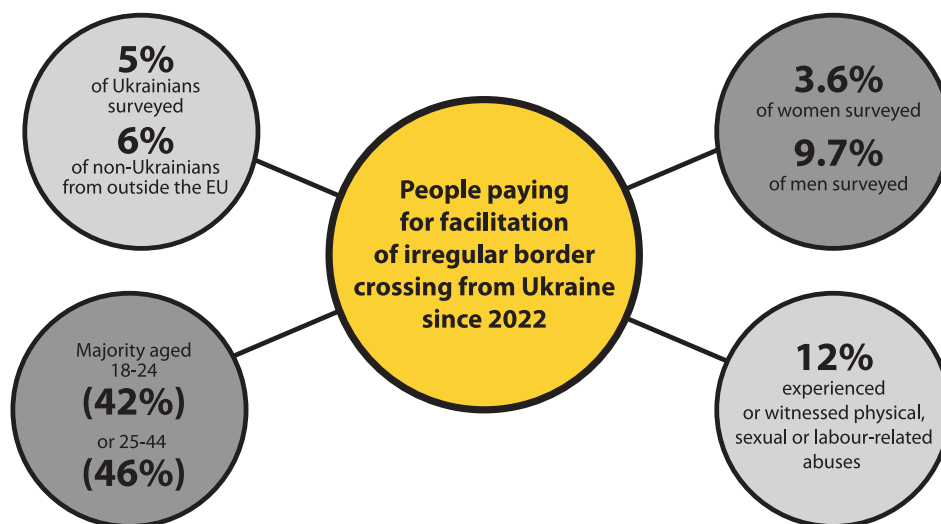 5%
of Ukrainians
surveyed
6%
of non-Ukrainians
from outside the EU
3.6%
of women surveyed
9.7%
of men surveyed
People paying
for facilitation
of irregular border
crossing from Ukraine
since 2022
Majority aged
18-24
(42%)
or 25-44
(46%)
12%
experienced
or witnessed physical,
sexual or labour-related
abuses